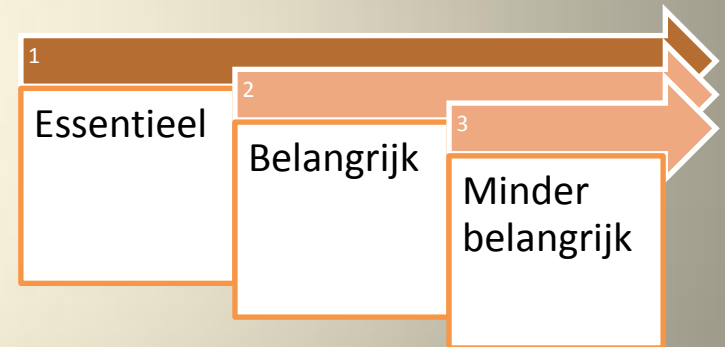 1
Essentieel
2
Belangrijk
3
Minder
belangrijk